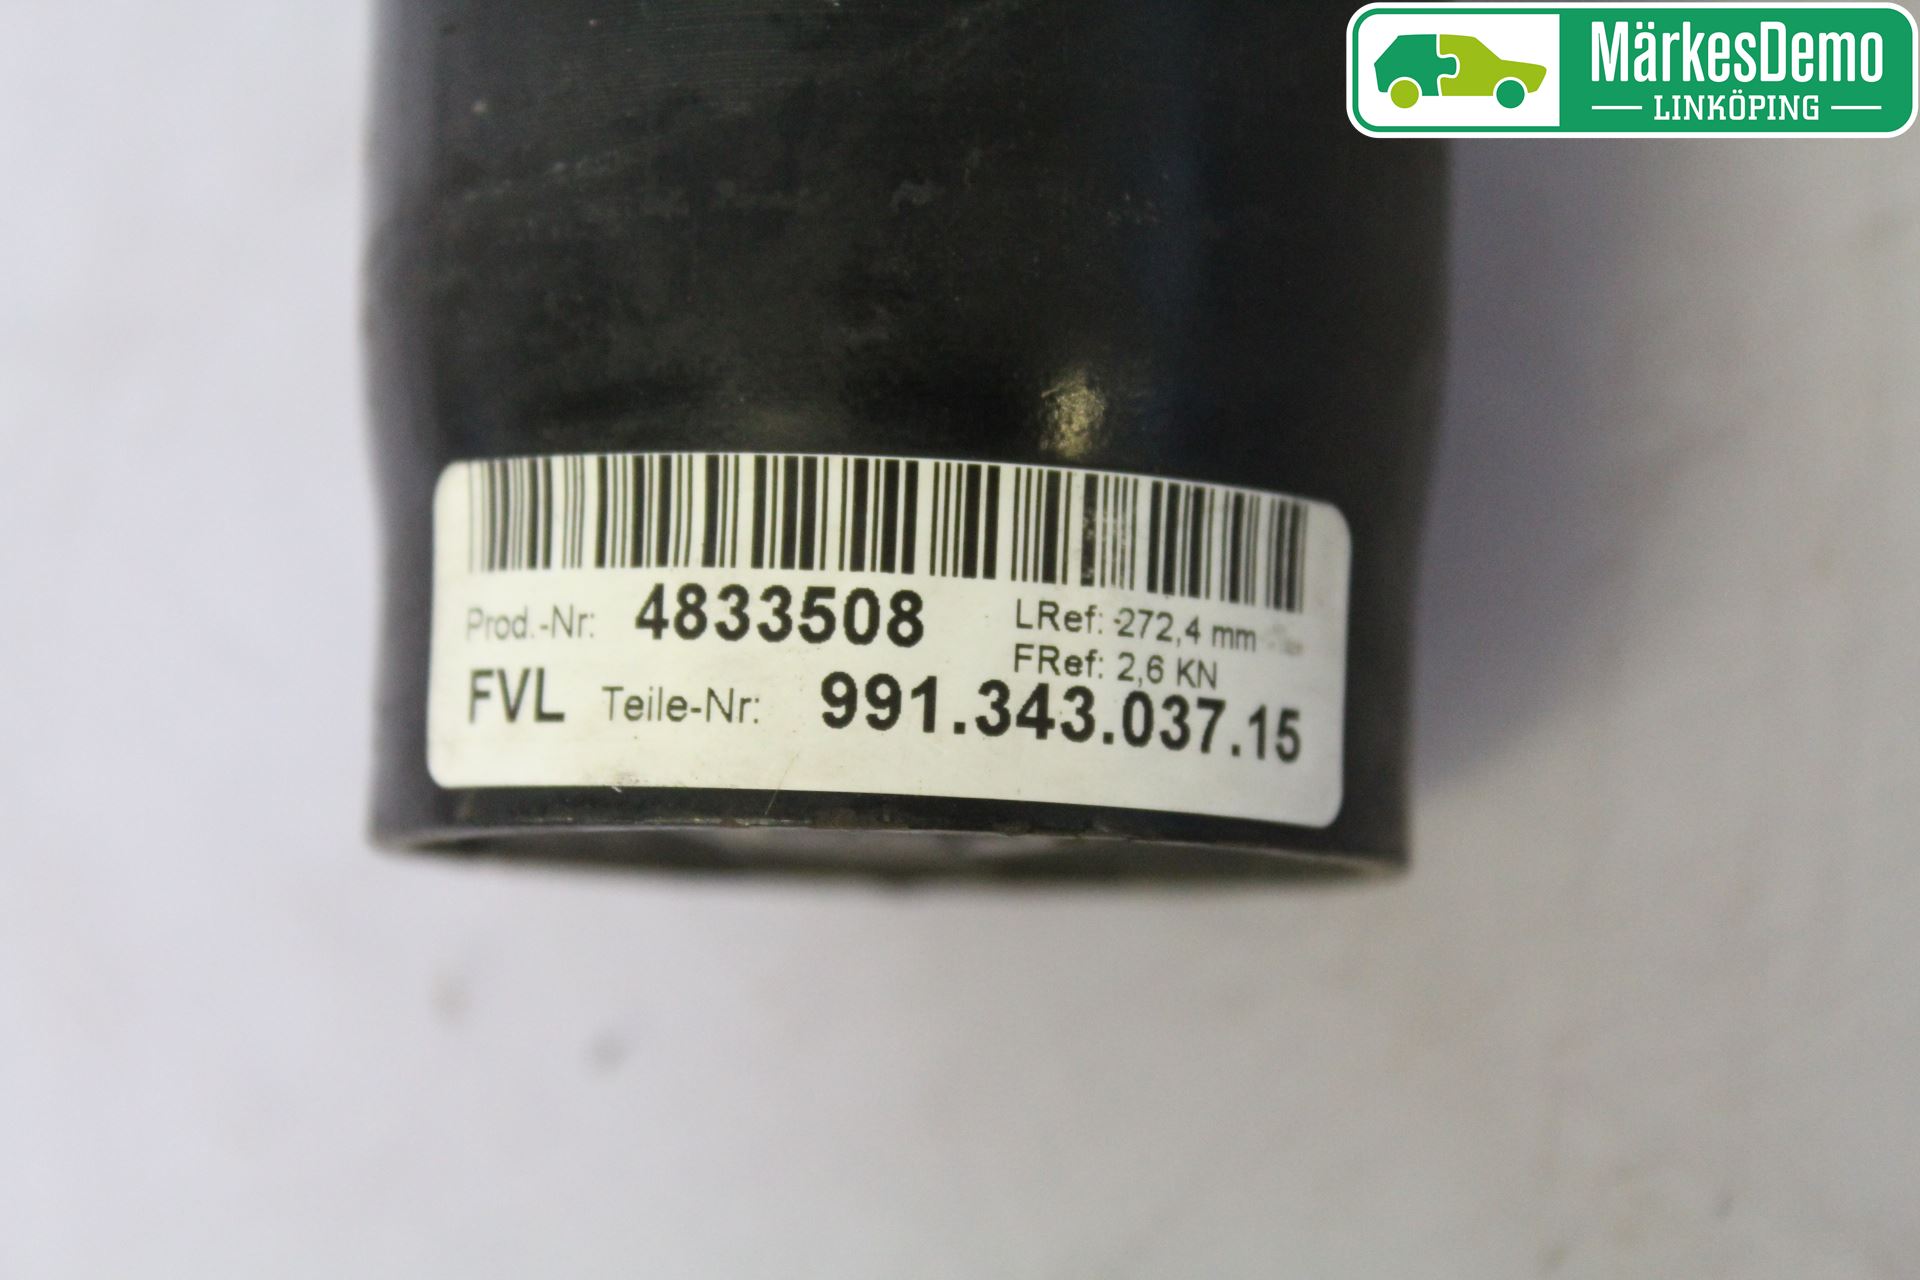 MärkesDemo
LINKÖPING
Prod.-Nr: 4833508
LRef: 272,4 mm
FRef: 2,6 KN
FVL Teile-Nr: 991.343.037.15